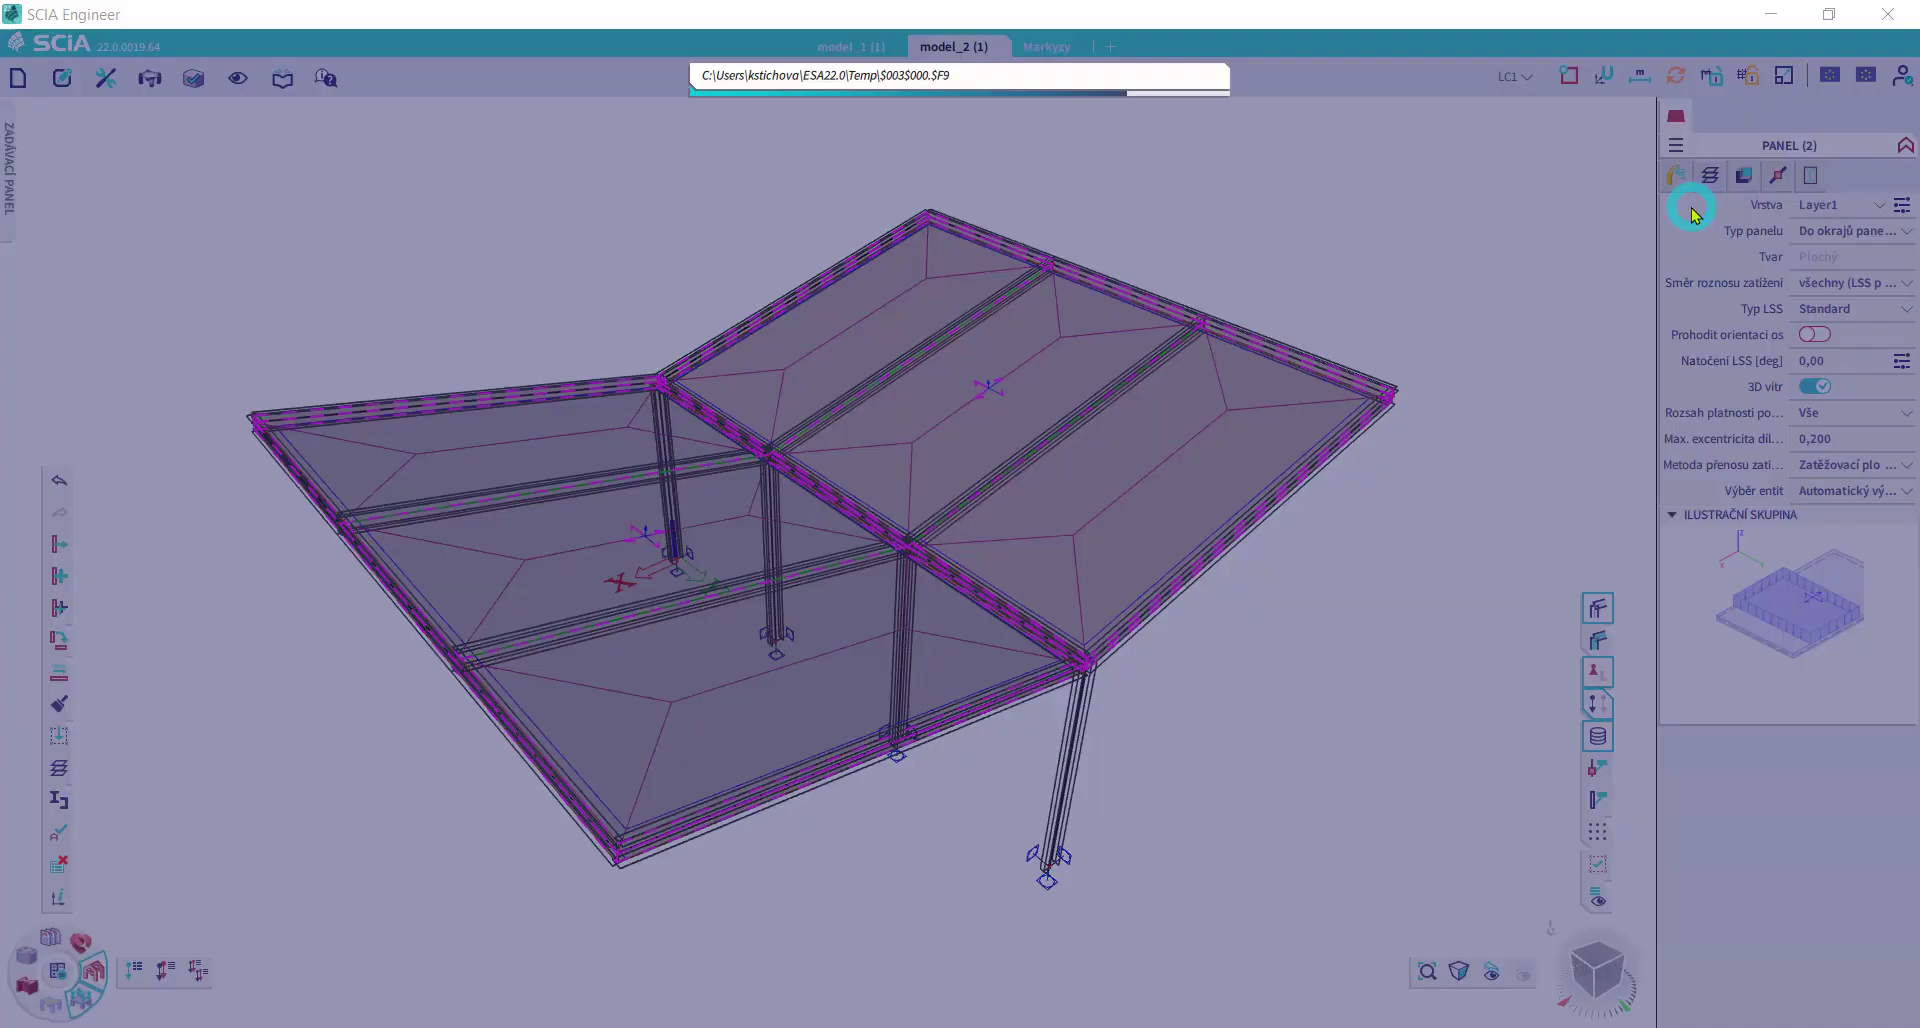 SCIA Engineer
SCIA 22.0.0019.64
model_1 (1)
model_2 (1)
Markyzy
C:\Users\kstichova\ESA22.0\Temp\$003$000.$F9
LC1
ZADÁVACÍ PANEL
PANEL (2)
Vrstva Layer1
Typ panelu Do okrajů pane...
Tvar Plochý
Směr roznosu zatížení všechny (LSS p ...
Typ LSS Standard
Prohodit orientaci os
Natočení LSS [deg] 0,00
3D vítr
Rozsah platnosti po... Vše
Max. excentricita díl... 0,200
Metoda přenosu zatí... Zatěžovací plo ...
Výběr entit Automatický vý...
ILUSTRAČNÍ SKUPINA
z
x
X